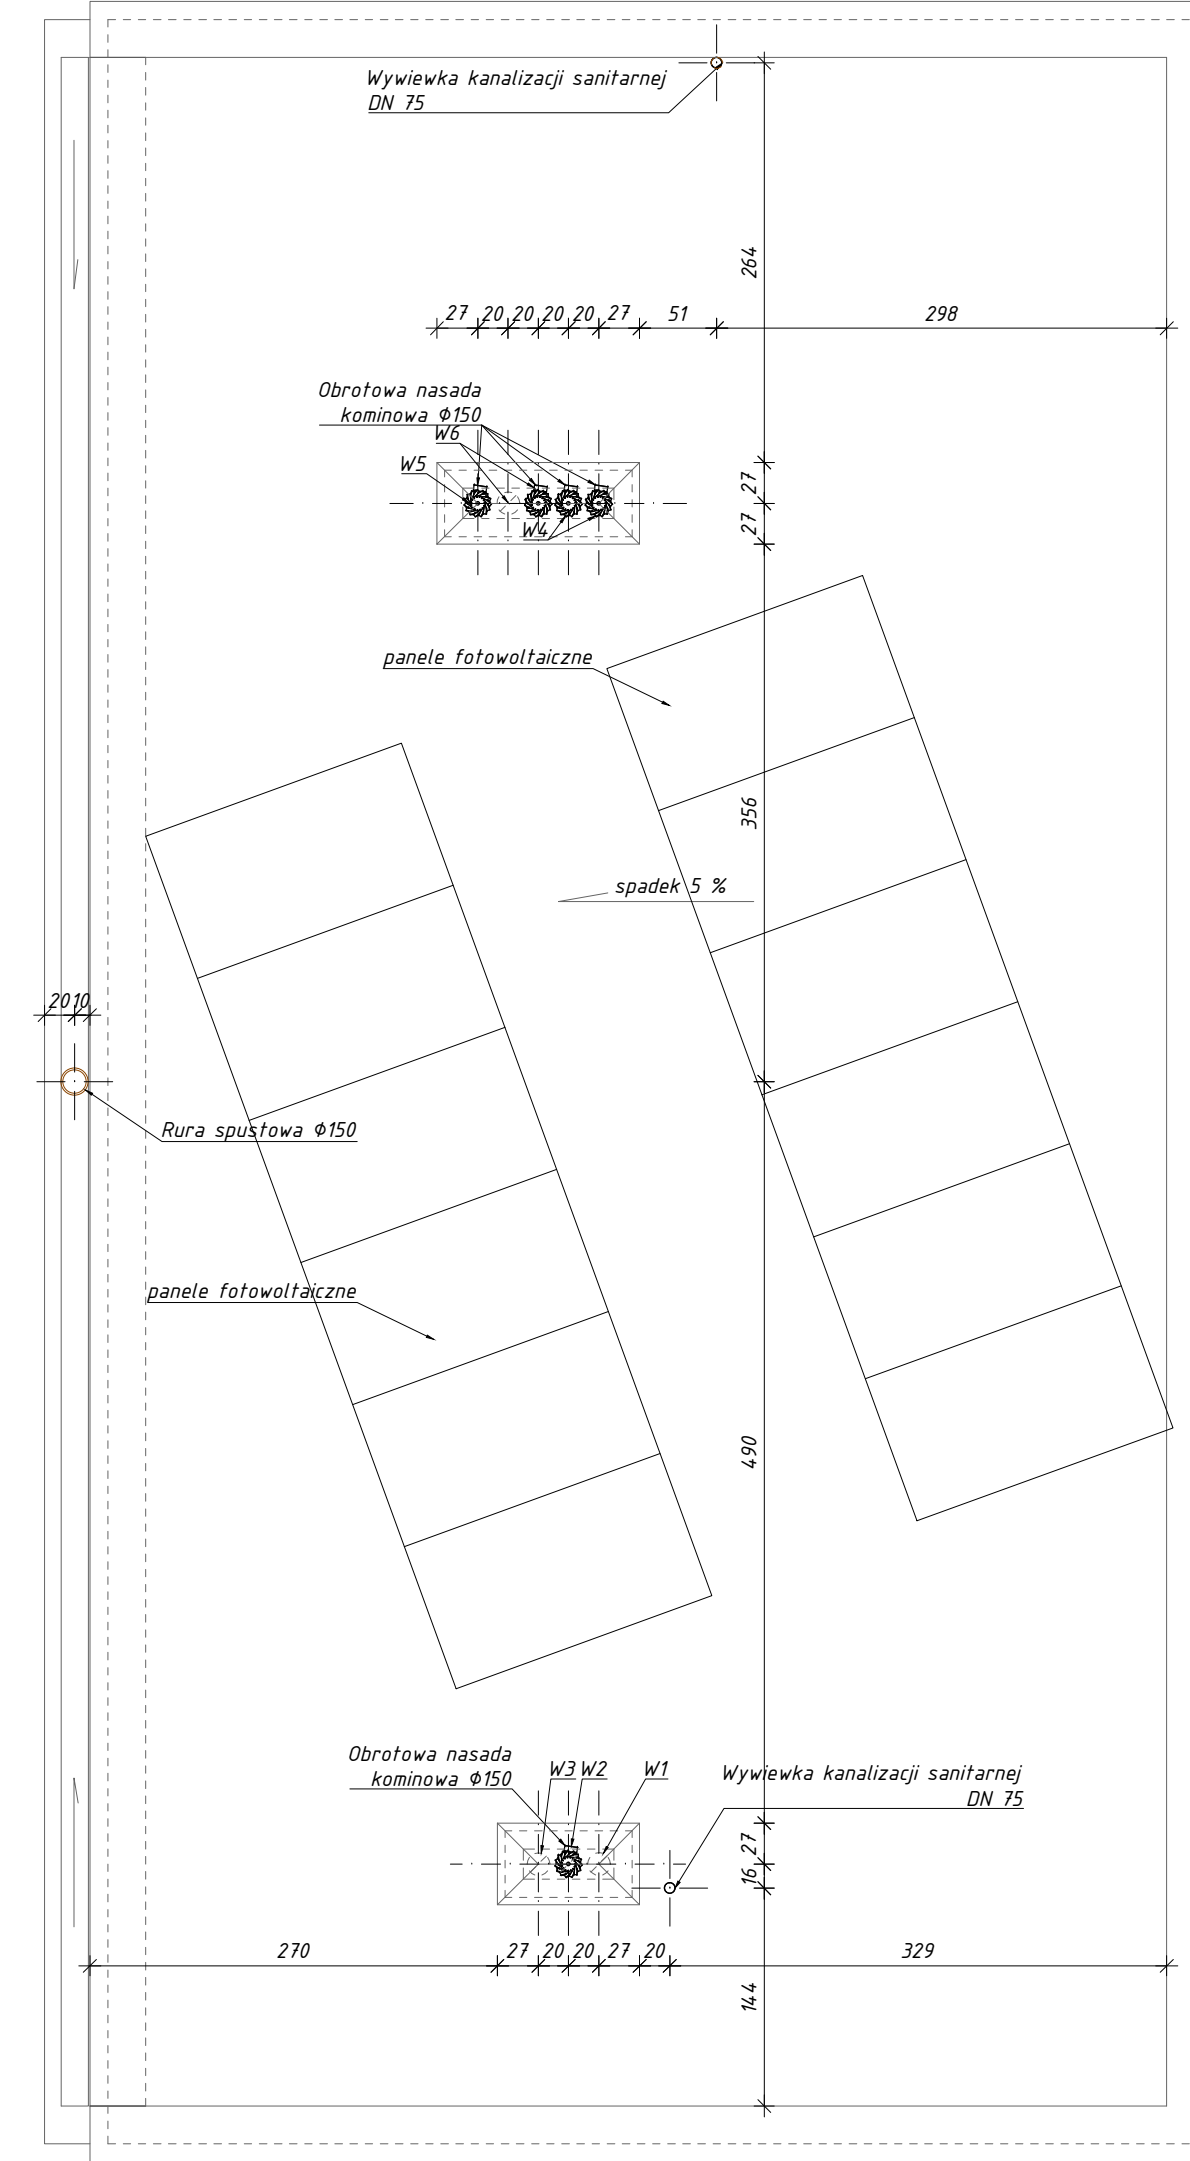 Wywiewka kanalizacji sanitarnej
DN 75
264
27 20 20 20 20 27 51 298
Obrotowa nasada
kominowa Φ150
W6
W5
27
27
W4
panele fotowoltaiczne
356
spadek 5 %
20 10
Rura spustowa Φ150
panele fotowoltaiczne
490
Obrotowa nasada
kominowa Φ150
W3 W2 W1
Wywiewka kanalizacji sanitarnej
DN 75
27
16
270 27 20 20 27 20 329
144